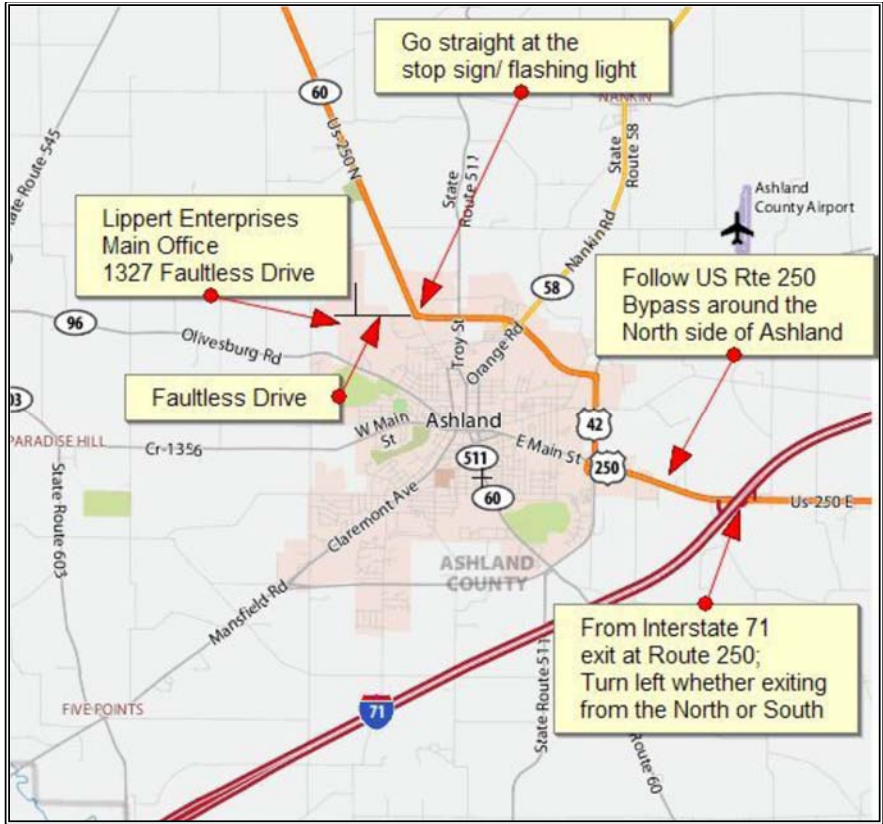 Go straight at the
stop sign/ flashing light
60
Us-250 N
State Route 545
State
Route 511
NANKIN
State
Route 58
Ashland
County Airport
Lippert Enterprises
Main Office
1327 Faultless Drive
Nankin Rd
58
Follow US Rte 250
Bypass around the
North side of Ashland
96
Olivesburg Rd
Troy St
Orange Rd
Faultless Drive
03
W Main
St
Ashland
42
PARADISE HILL
Cr-1356
E Main St
511
250
60
Us-250 E
State Route 603
Claremont Ave
ASHLAND
COUNTY
Mansfield Rd
From Interstate 71
exit at Route 250;
Turn left whether exiting
from the North or South
State Route 511
FIVE POINTS
71
Route 60